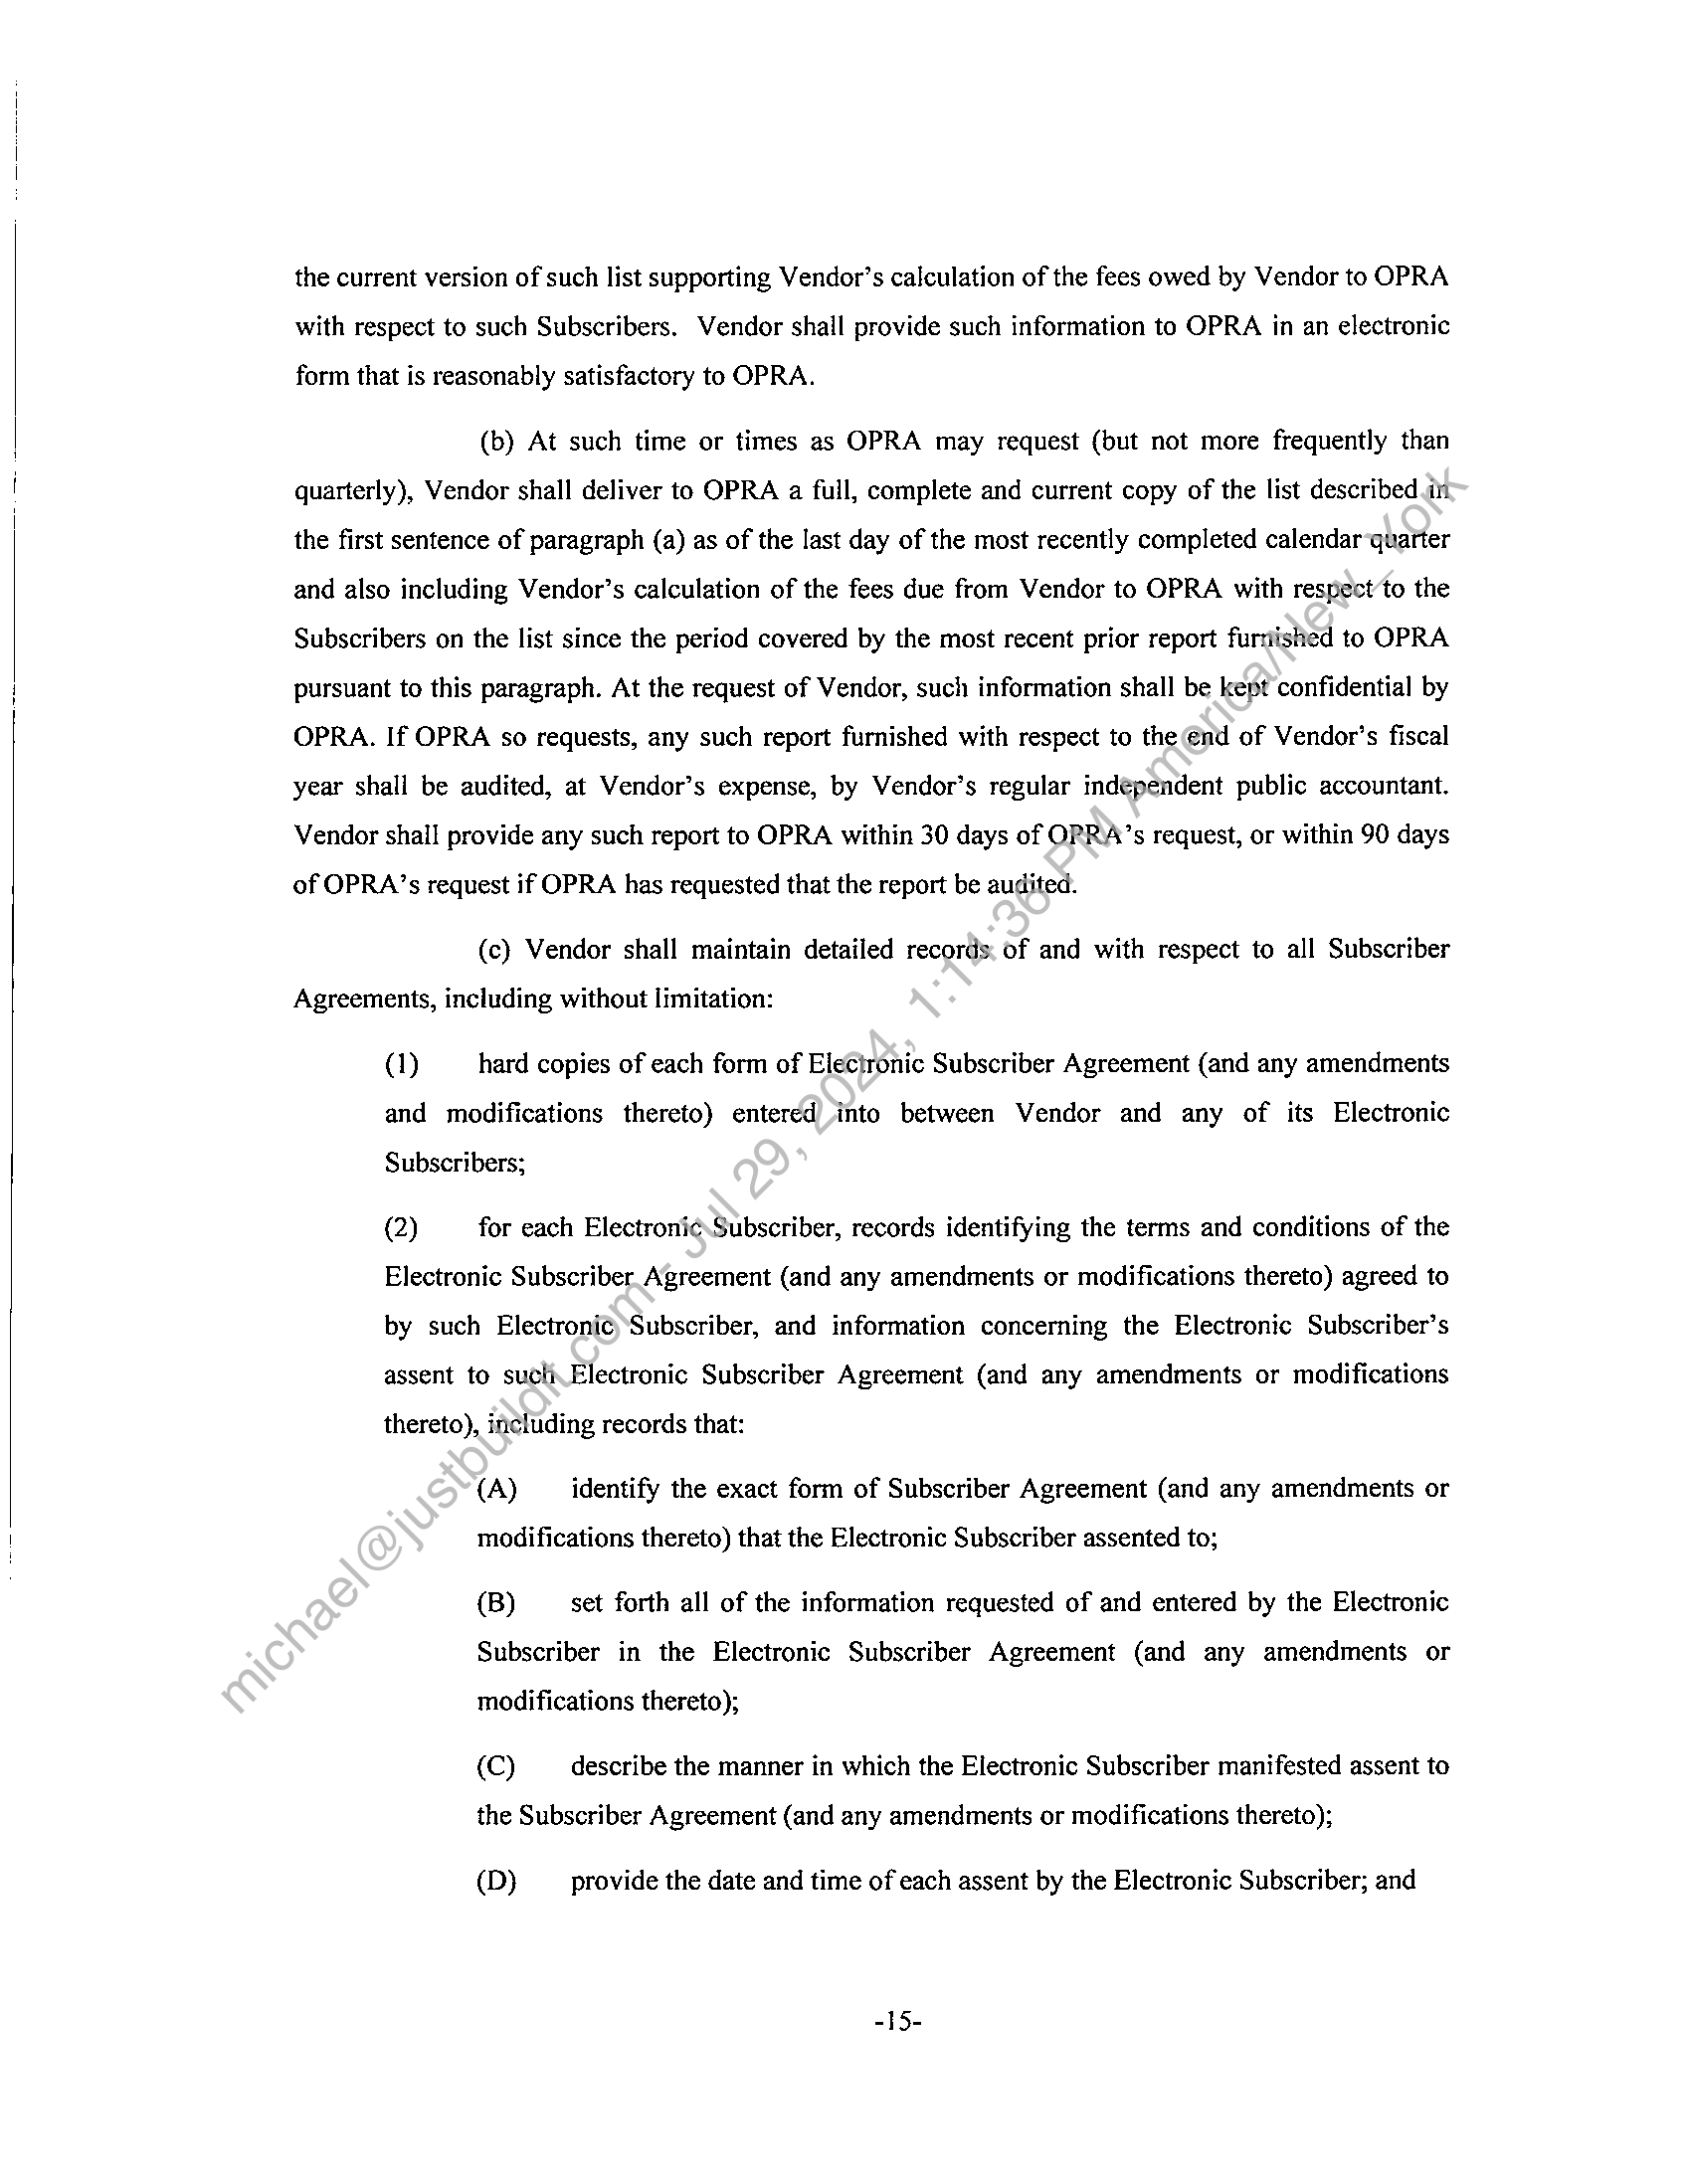 the current version of such list supporting Vendor’s calculation of the fees owed by Vendor to OPRA
with respect to such Subscribers. Vendor shall provide such information to OPRA in an electronic
form that is reasonably satisfactory to OPRA.
(b) At such time or times as OPRA may request (but not more frequently than
quarterly), Vendor shall deliver to OPRA a full, complete and current copy of the list described in
the first sentence of paragraph (a) as of the last day of the most recently completed calendar quarter
and also including Vendor’s calculation of the fees due from Vendor to OPRA with respect to the
Subscribers on the list since the period covered by the most recent prior report furnished to OPRA
pursuant to this paragraph. At the request of Vendor, such information shall be kept confidential by
OPRA. If OPRA so requests, any such report furnished with respect to the end of Vendor’s fiscal
year shall be audited, at Vendor’s expense, by Vendor’s regular independent public accountant.
Vendor shall provide any such report to OPRA within 30 days of OPRA’s request, or within 90 days
of OPRA’s request if OPRA has requested that the report be audited.
(c) Vendor shall maintain detailed records of and with respect to all Subscriber
Agreements, including without limitation:
(1) hard copies of each form of Electronic Subscriber Agreement (and any amendments
and modifications thereto) entered into between Vendor and any of its Electronic
Subscribers;
(2) for each Electronic Subscriber, records identifying the terms and conditions of the
Electronic Subscriber Agreement (and any amendments or modifications thereto) agreed to
by such Electronic Subscriber, and information concerning the Electronic Subscriber’s
assent to such Electronic Subscriber Agreement (and any amendments or modifications
thereto), including records that:
(A) identify the exact form of Subscriber Agreement (and any amendments or
modifications thereto) that the Electronic Subscriber assented to;
(B) set forth all of the information requested of and entered by the Electronic
Subscriber in the Electronic Subscriber Agreement (and any amendments or
modifications thereto);
(C) describe the manner in which the Electronic Subscriber manifested assent to
the Subscriber Agreement (and any amendments or modifications thereto);
(D) provide the date and time of each assent by the Electronic Subscriber; and
-15-
michael@justbuildit.com - Jul 29, 2024, 1:14:36 PM America/New_York